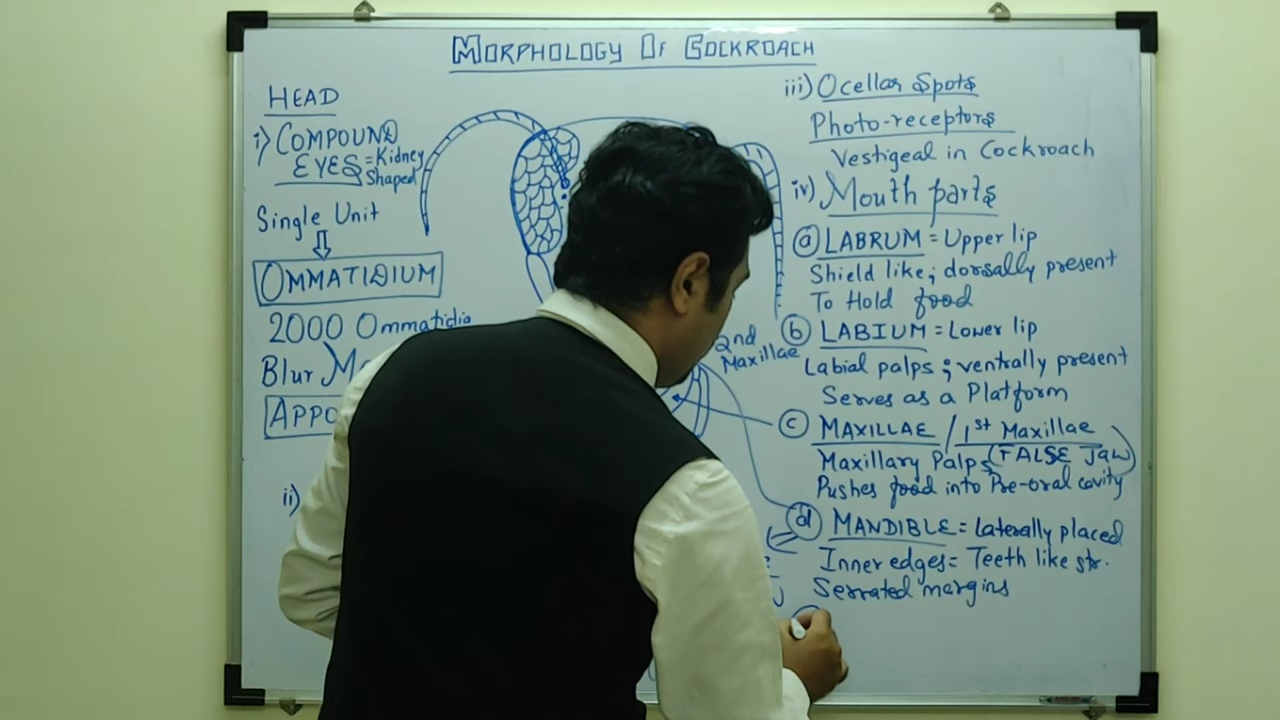 MORPHOLOGY OF COCKROACH
HEAD
i) COMPOUND
EYES = Kidney
Shaped
Single Unit
OMMATIDIUM
2000 Ommatidia
Blur
ii)
2nd
Maxillae
iii) Ocellar Spots
Photo-receptors
Vestigeal in Cockroach
iv) Mouth parts
a LABRUM = Upper lip
Shield like; dorsally present
To Hold food
b LABIUM = Lower lip
Labial palps; ventrally present
Serves as a Platform
c MAXILLAE / 1st Maxillae
Maxillary Palps (FALSE Jaw)
Pushes food into Pre-oral cavity
d MANDIBLE = Laterally placed
Inner edges = Teeth like str.
Serrated margins